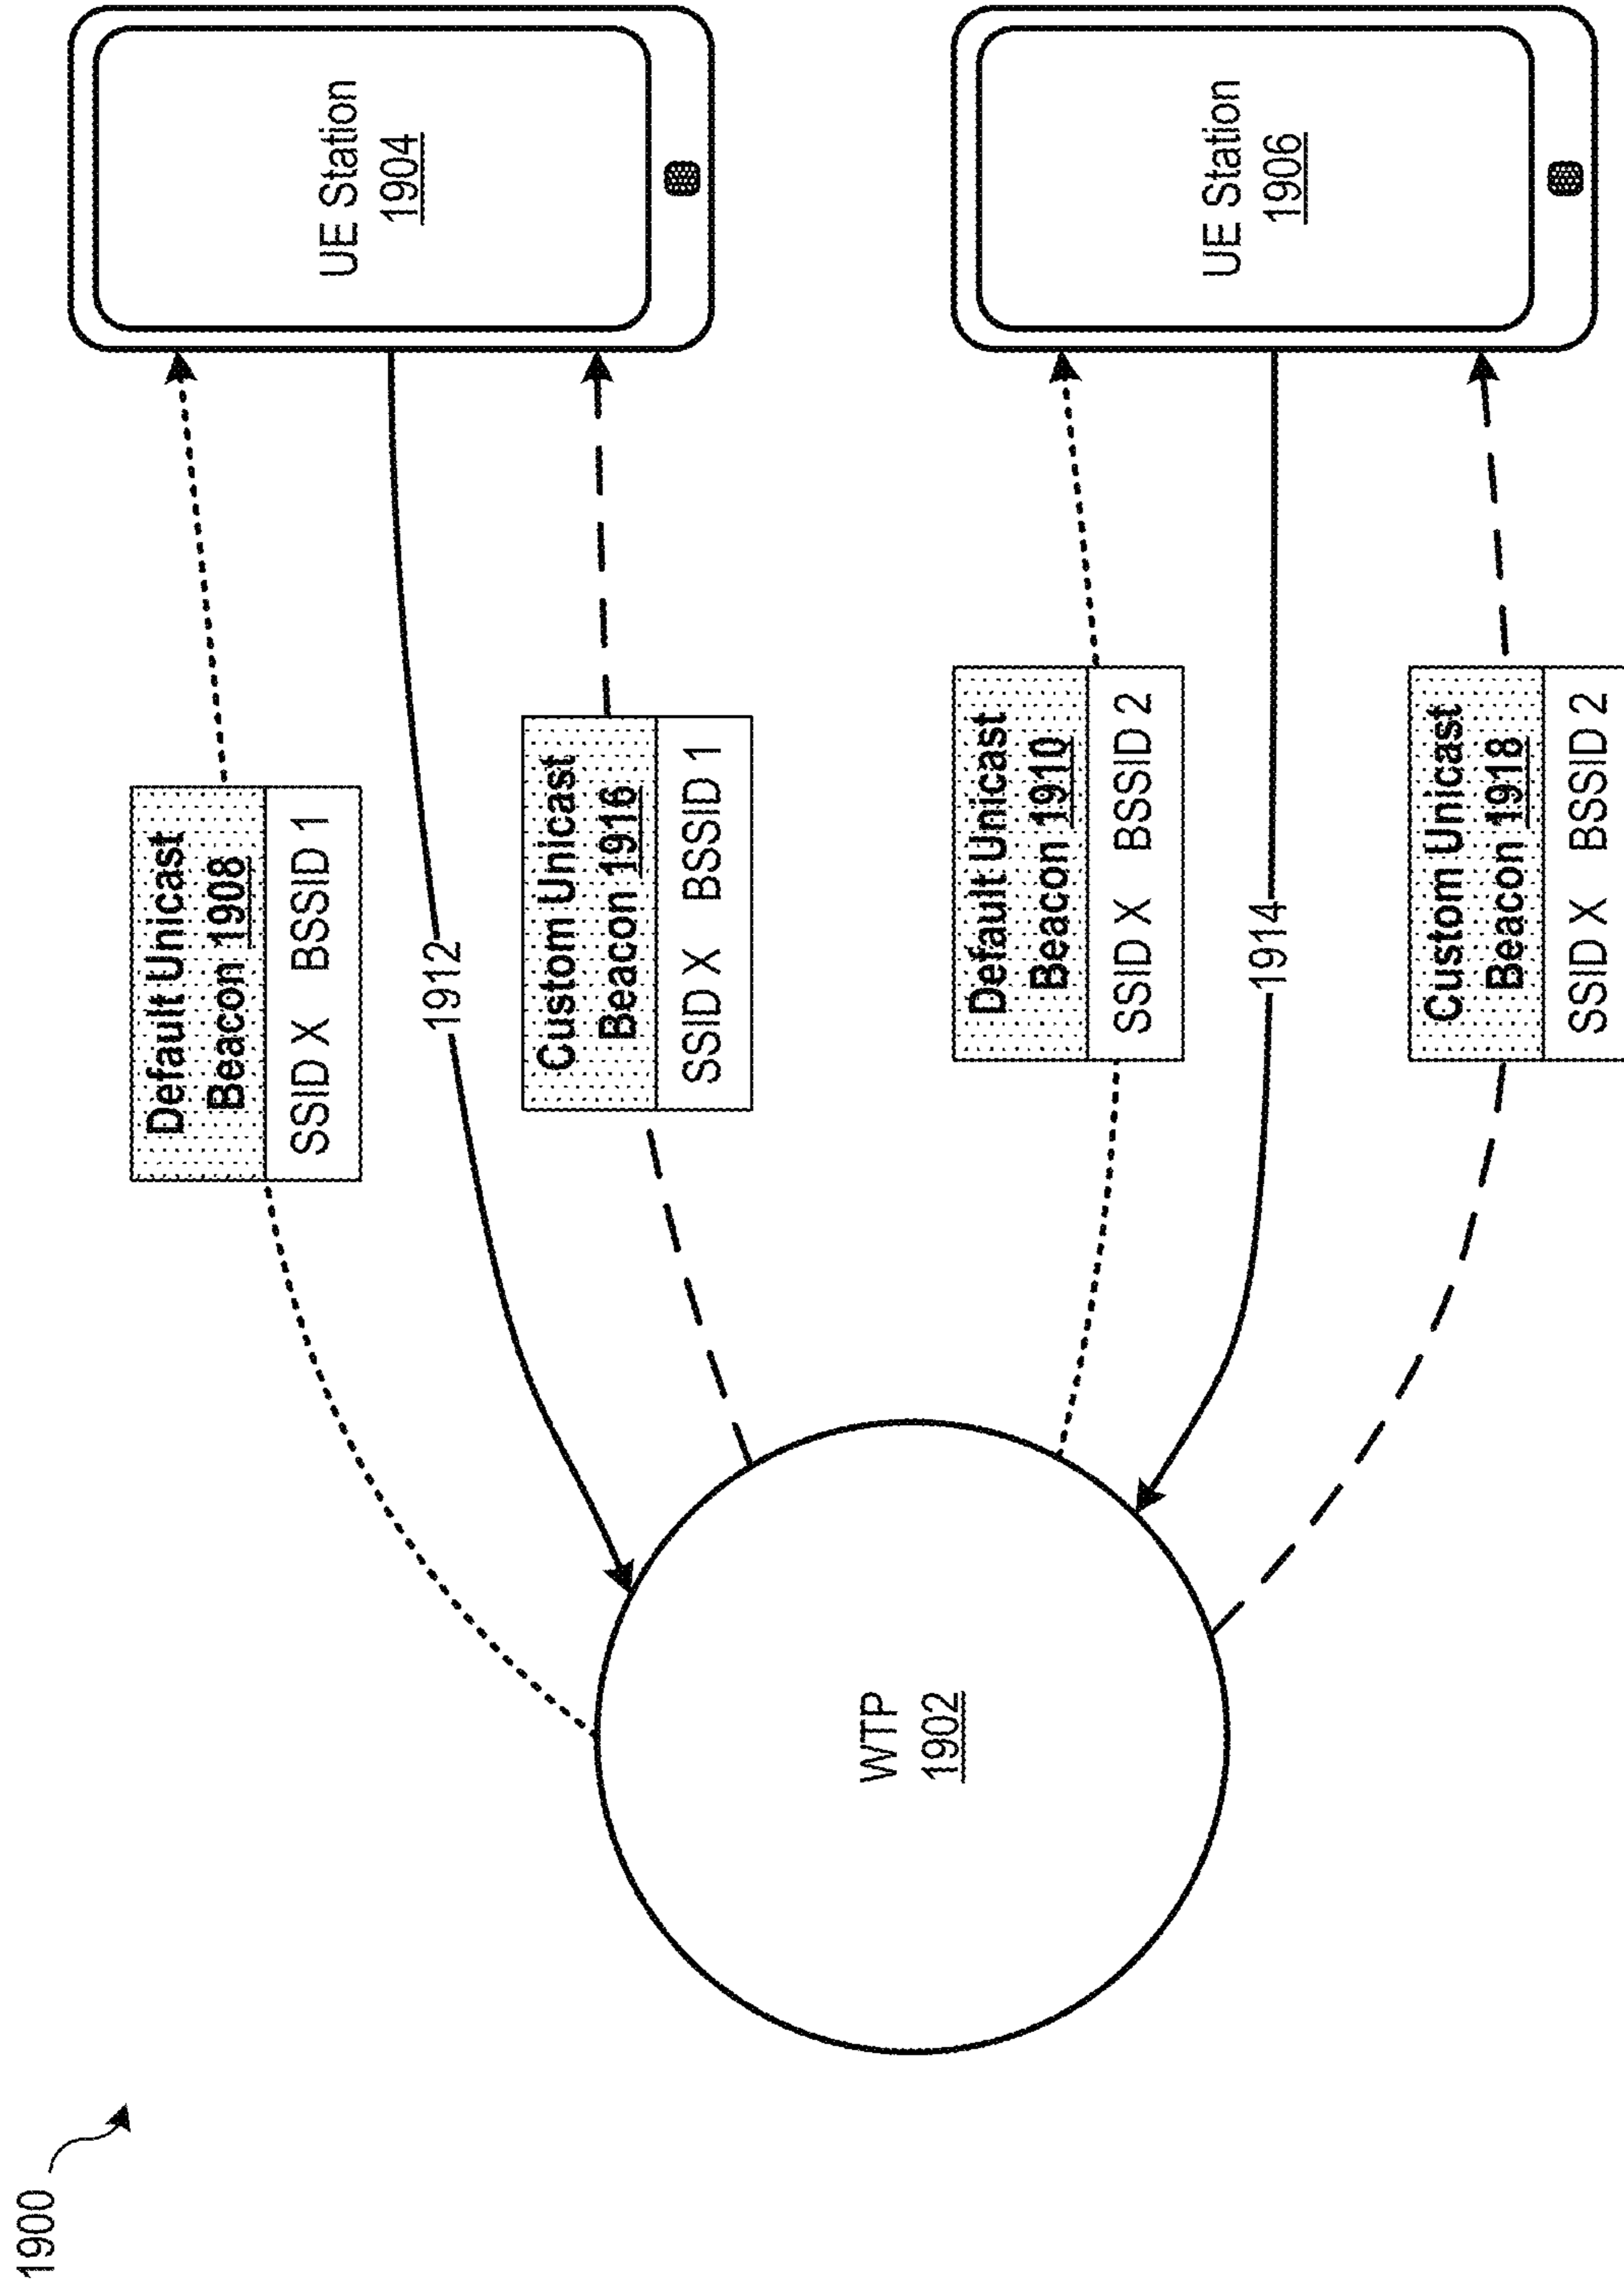 1900
WTP
1902
Default Unicast
Beacon 1908
SSID X BSSID 1
1912
Custom Unicast
Beacon 1916
SSID X BSSID 1
UE Station
1904
Default Unicast
Beacon 1910
SSID X BSSID 2
1914
Custom Unicast
Beacon 1918
SSID X BSSID 2
UE Station
1906